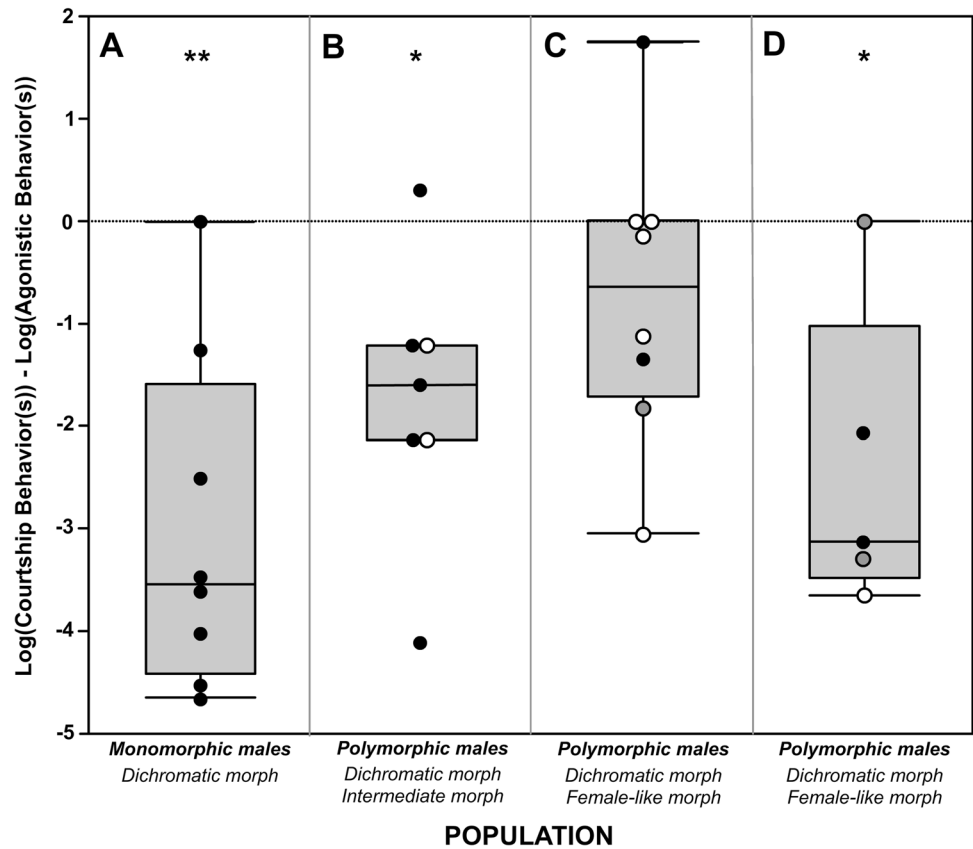 Log(Courtship Behavior(s)) - Log(Agonistic Behavior(s))
2
1
0
-1
-2
-3
-4
-5
A
**
B
*
C
D
*
Monomorphic males
Dichromatic morph
Polymorphic males
Dichromatic morph
Intermediate morph
Polymorphic males
Dichromatic morph
Female-like morph
Polymorphic males
Dichromatic morph
Female-like morph
POPULATION